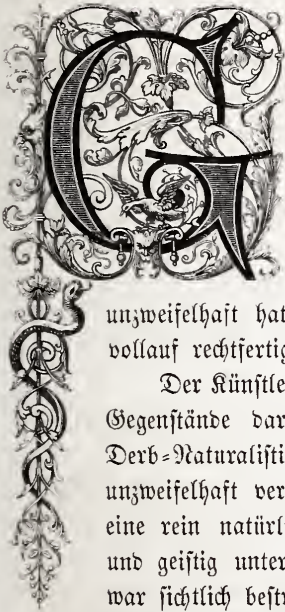 G
unzweifelhaft hat
vollauf rechtfertig
Der Künstle
Gegenstände dar
Derb-Naturalisti
unzweifelhaft ver
eine rein natürl
und geistig unter
war sichtlich bestr